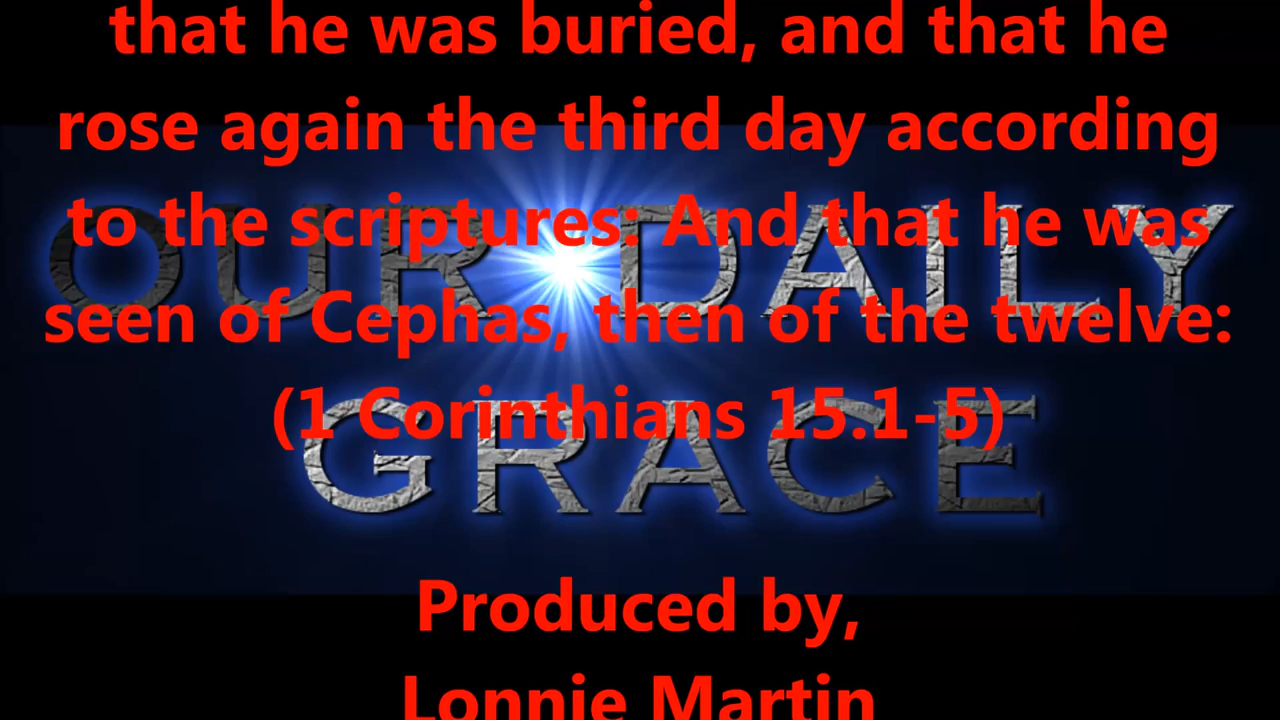 that he was buried, and that he
rose again the third day according
to the scriptures: And that he was
OUR DAILY
seen of Cephas, then of the twelve:
(1 Corinthians 15.1-5)
GRACE
Produced by,
Lonnie Martin